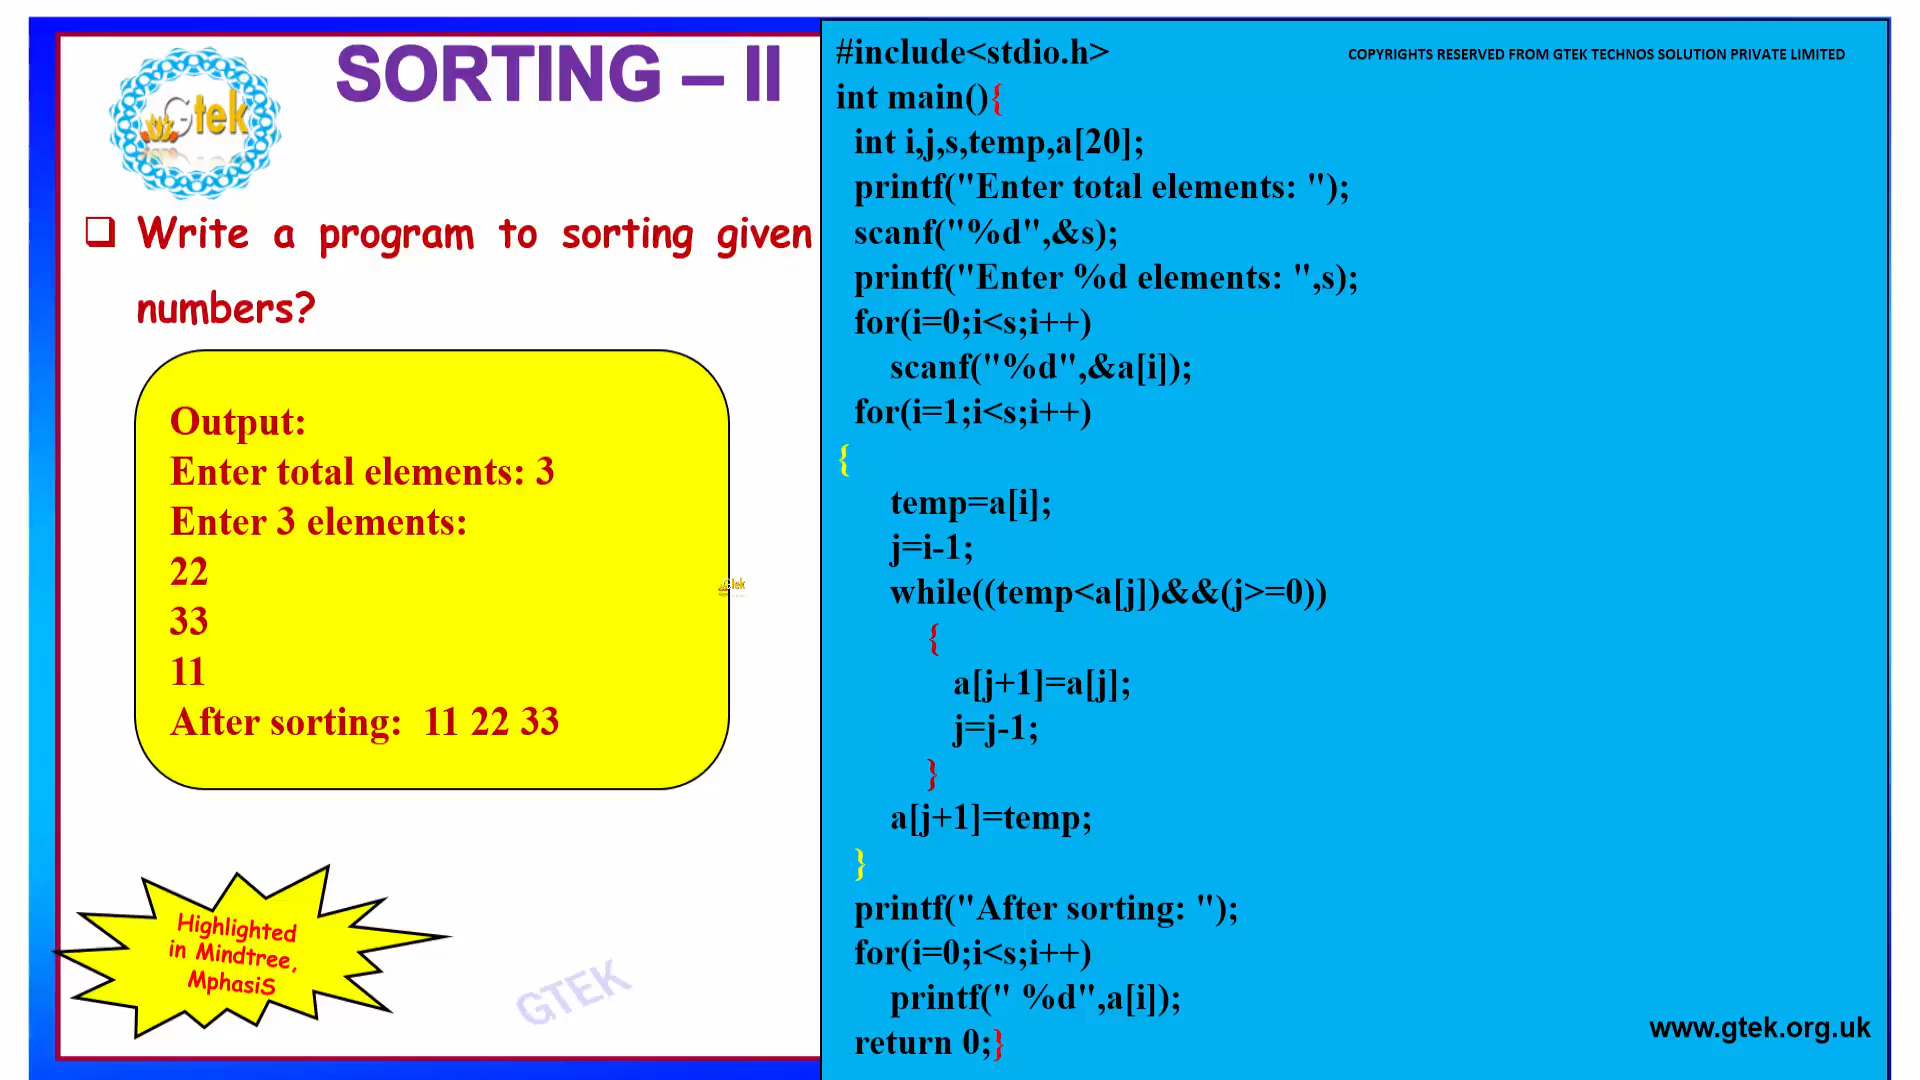 Gtek
SORTING – II
❑ Write a program to sorting given
numbers?
Output:
Enter total elements: 3
Enter 3 elements:
22
33
11
After sorting:  11 22 33
Highlighted
in Mindtree,
MphasiS
GTEK
COPYRIGHTS RESERVED FROM GTEK TECHNOS SOLUTION PRIVATE LIMITED
#include<stdio.h>
int main(){
int i,j,s,temp,a[20];
printf("Enter total elements: ");
scanf("%d",&s);
printf("Enter %d elements: ",s);
for(i=0;i<s;i++)
scanf("%d",&a[i]);
for(i=1;i<s;i++)
{
temp=a[i];
j=i-1;
while((temp<a[j])&&(j>=0))
{
a[j+1]=a[j];
j=j-1;
}
a[j+1]=temp;
}
printf("After sorting: ");
for(i=0;i<s;i++)
printf(" %d",a[i]);
return 0;}
www.gtek.org.uk